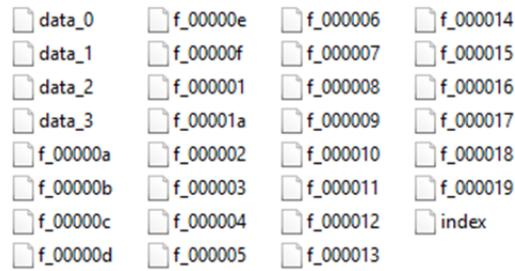 data_0
data_1
data_2
data_3
f_00000a
f_00000b
f_00000c
f_00000d
f_00000e
f_00000f
f_000001
f_00001a
f_000002
f_000003
f_000004
f_000005
f_000006
f_000007
f_000008
f_000009
f_000010
f_000011
f_000012
f_000013
f_000014
f_000015
f_000016
f_000017
f_000018
f_000019
index